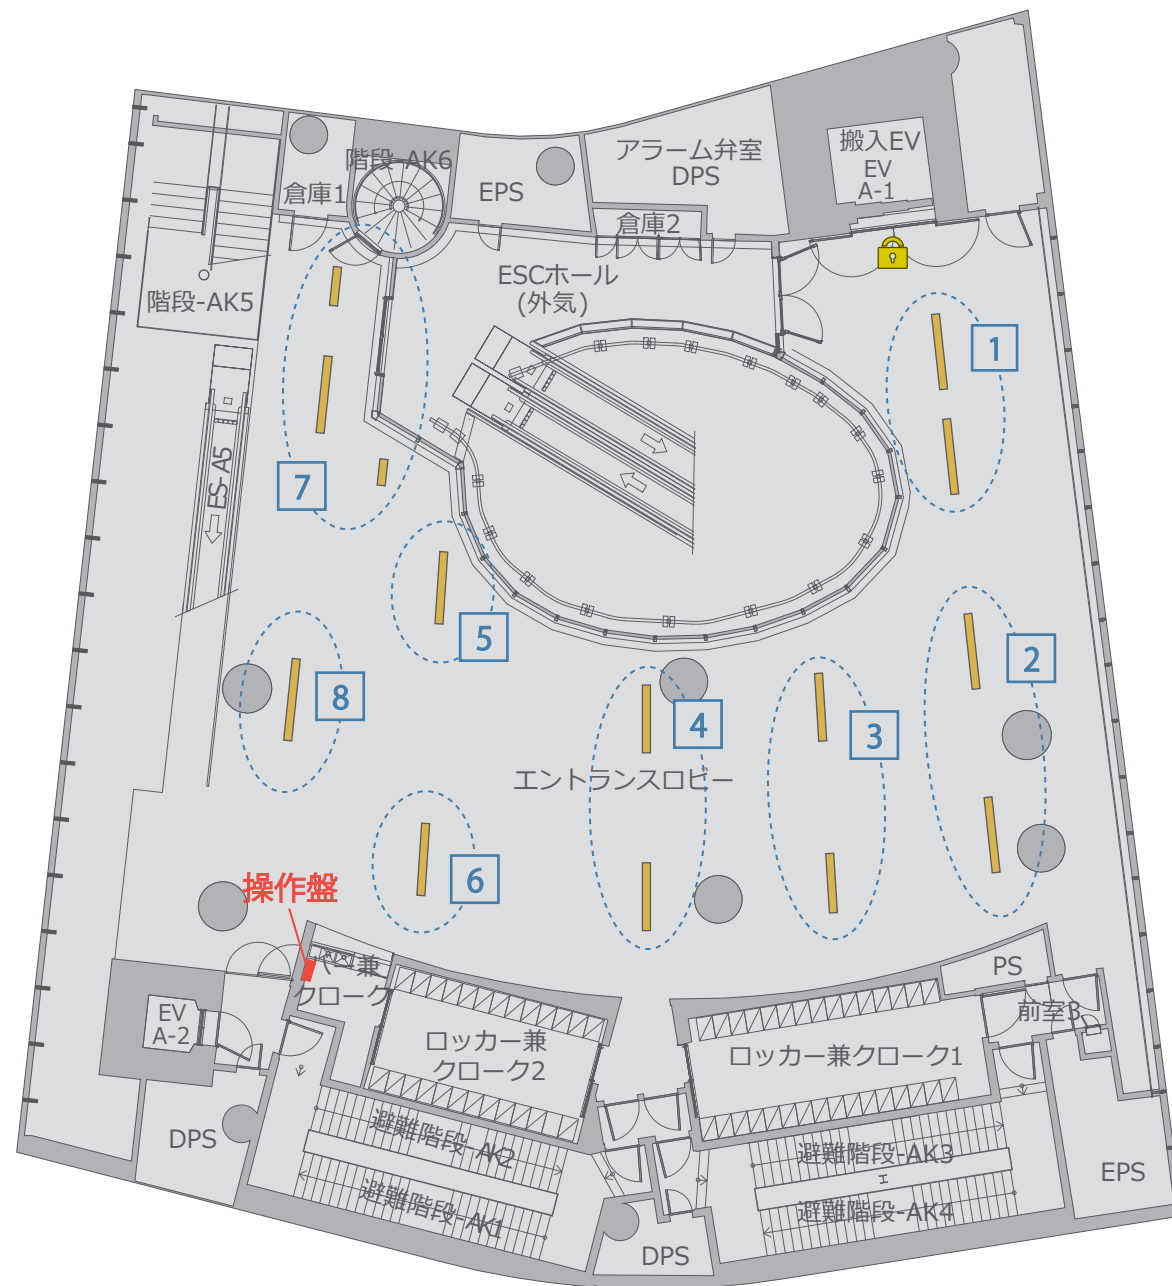 アラーム弁室
DPS
搬入EV
EV
A-1
階段-AK6
倉庫1
EPS
倉庫2
ESCホール
(外気)
階段-AK5
1
ES-A5
7
5
2
8
4
3
エントランスロビー
6
操作盤
バー兼
クローク
PS
前室3
EV
A-2
ロッカー兼
クローク2
ロッカー兼クローク1
避難階段-AK2
DPS
避難階段-AK3
EPS
避難階段-AK1
避難階段-AK4
DPS